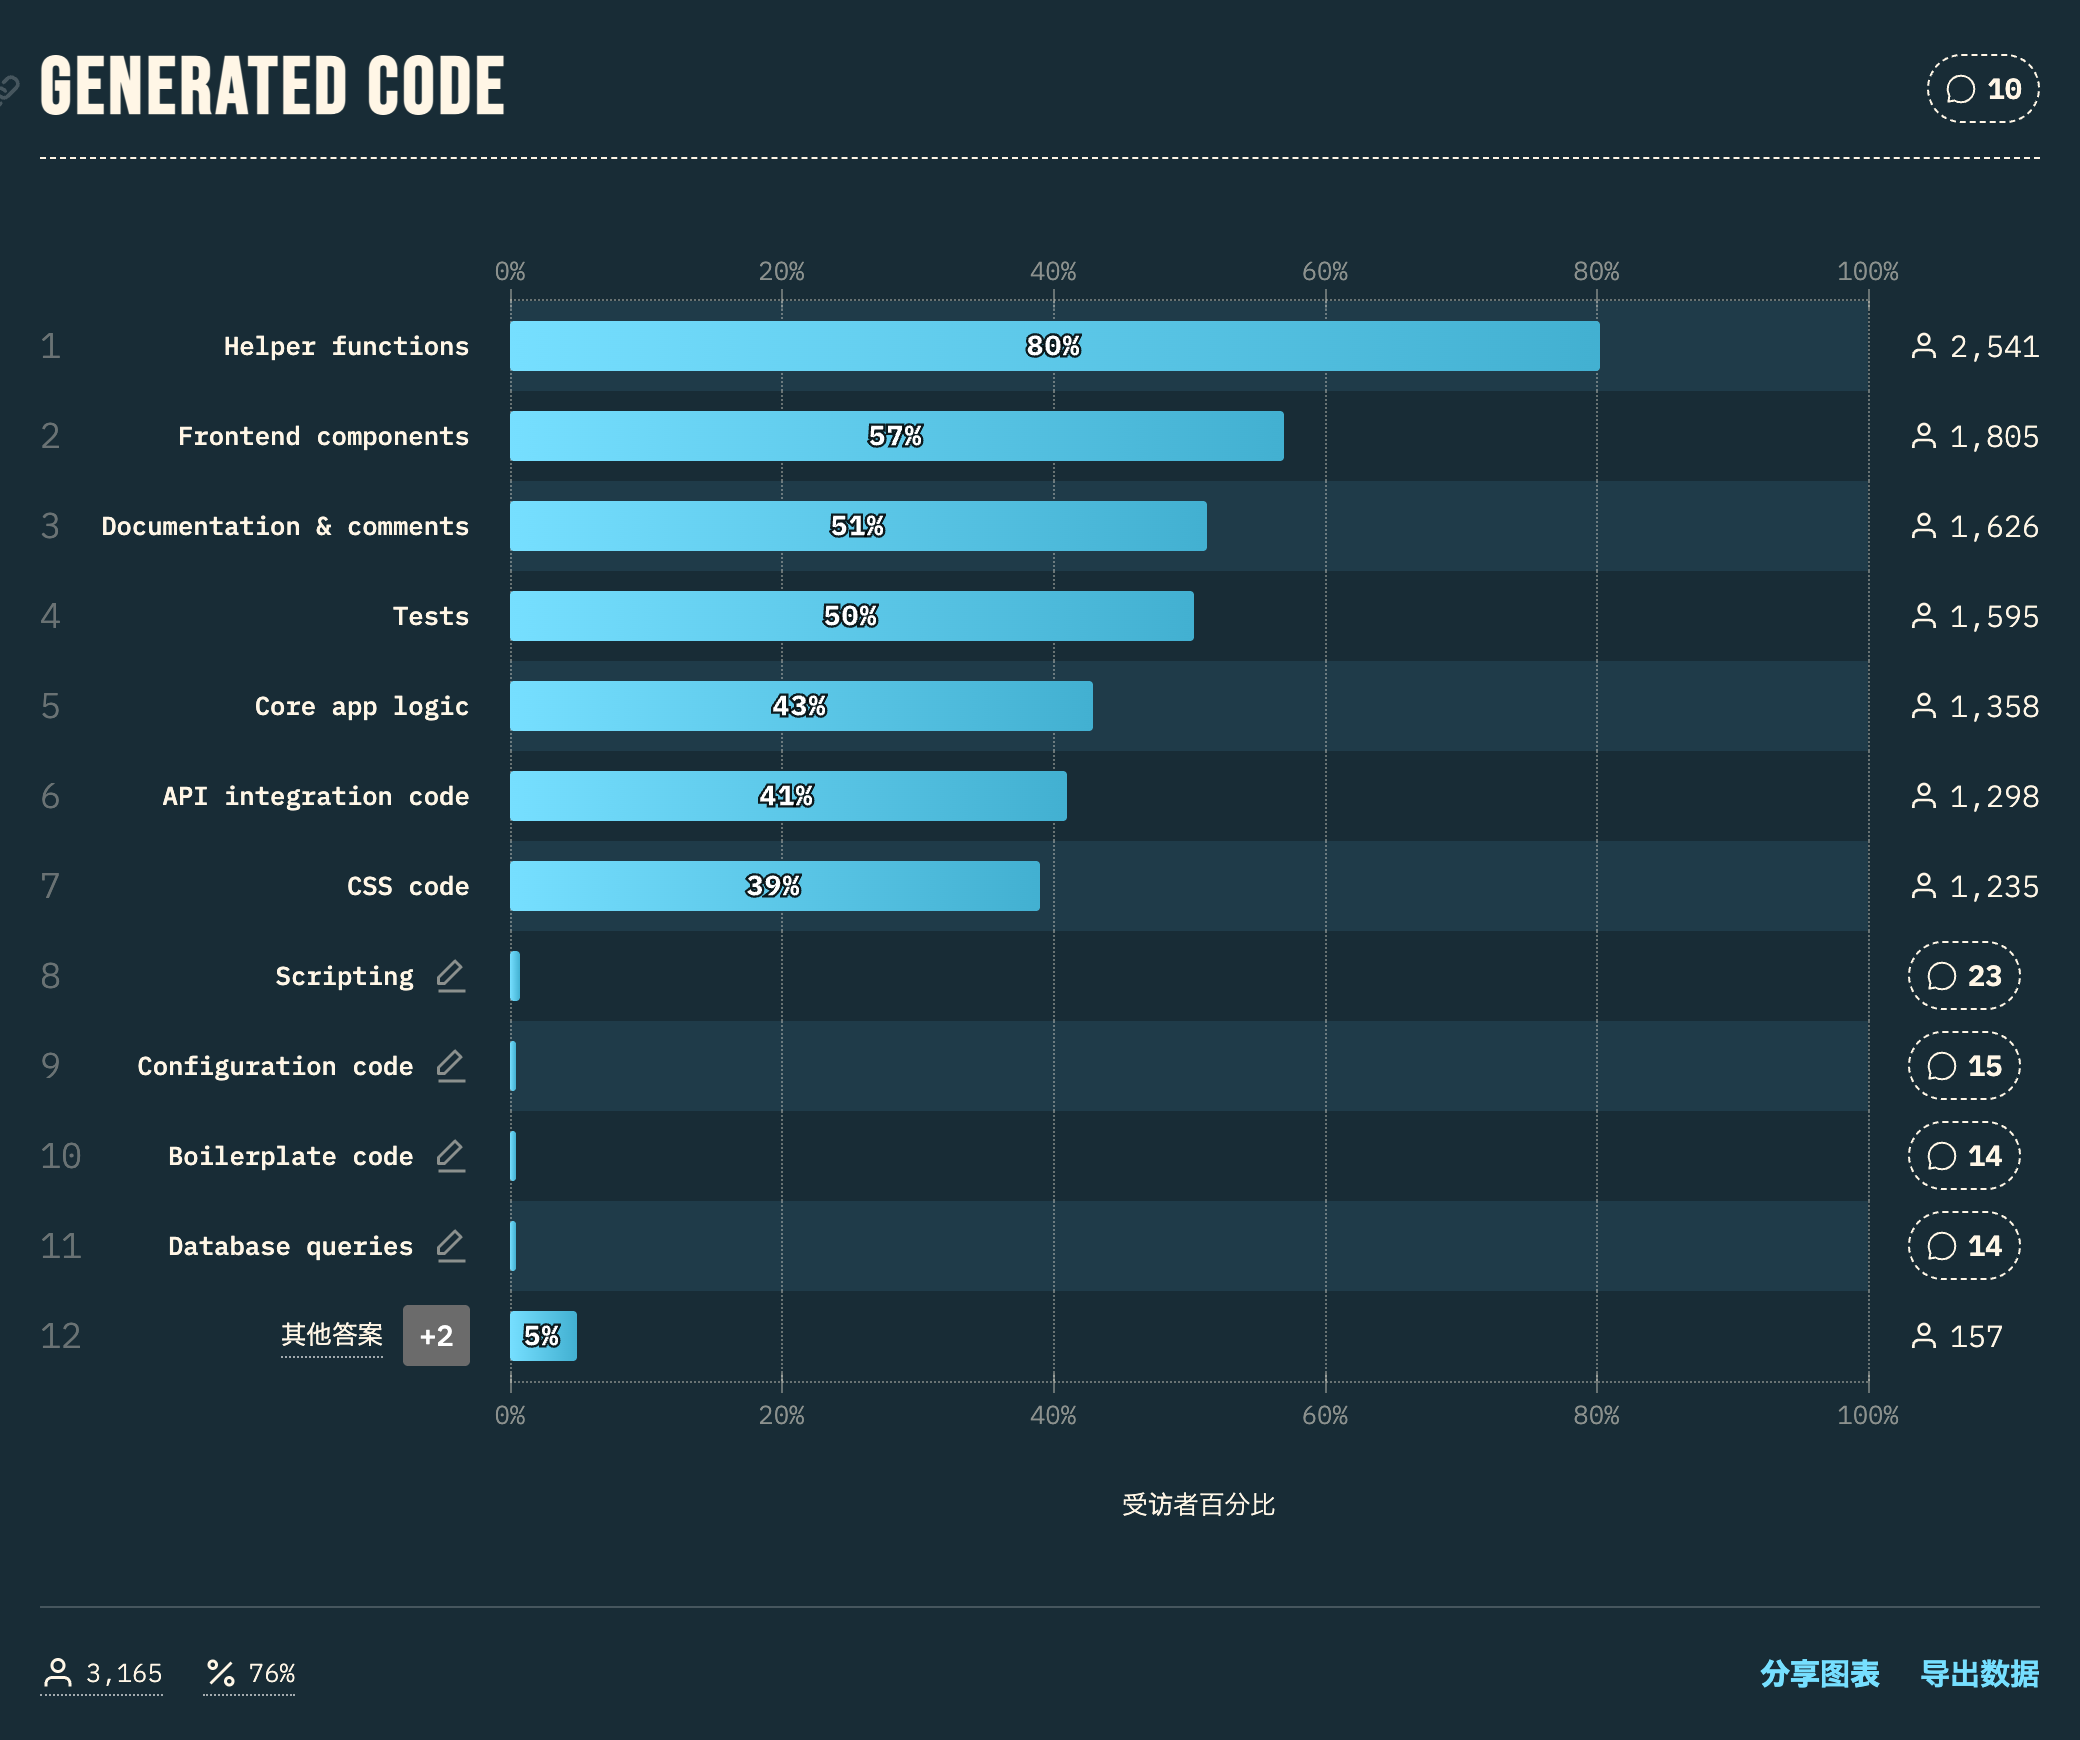 GENERATED CODE
10
0% 20% 40% 60% 80% 100%
1 Helper functions 80% 2,541
2 Frontend components 57% 1,805
3 Documentation & comments 51% 1,626
4 Tests 50% 1,595
5 Core app logic 43% 1,358
6 API integration code 41% 1,298
7 CSS code 39% 1,235
8 Scripting 23
9 Configuration code 15
10 Boilerplate code 14
11 Database queries 14
12 其他答案 +2 5% 157
0% 20% 40% 60% 80% 100%
受访者百分比
3,165 76% 分享图表 导出数据